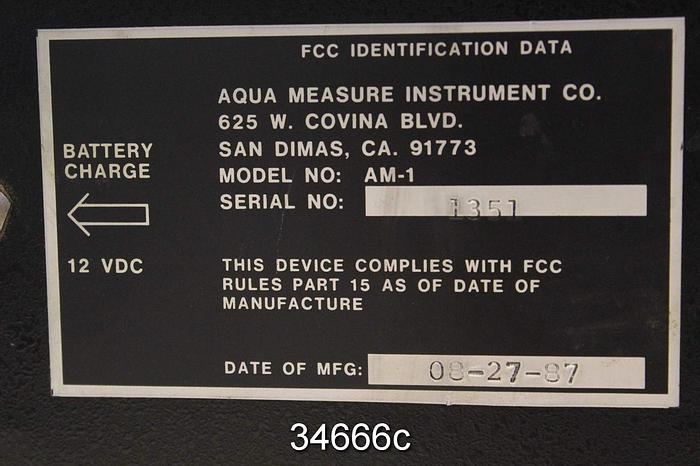 FCC IDENTIFICATION DATA
AQUA MEASURE INSTRUMENT CO.
625 W. COVINA BLVD.
SAN DIMAS, CA. 91773
MODEL NO: AM-1
SERIAL NO: 1351
BATTERY
CHARGE
12 VDC
THIS DEVICE COMPLIES WITH FCC
RULES PART 15 AS OF DATE OF
MANUFACTURE
DATE OF MFG: 08-27-87
34666c